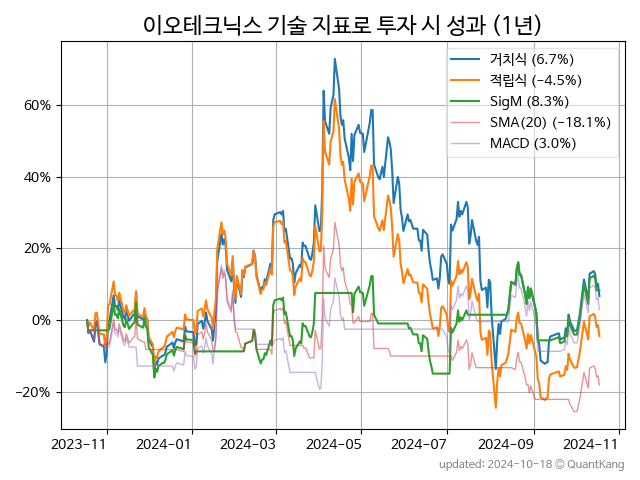 이오테크닉스 기술 지표로 투자 시 성과 (1년)
거치식 (6.7%)
적립식 (−4.5%)
SigM (8.3%)
SMA(20) (−18.1%)
MACD (3.0%)
60%
40%
20%
0%
−20%
2023-11 2024-01 2024-03 2024-05 2024-07 2024-09 2024-11
updated: 2024-10-18 © QuantKang